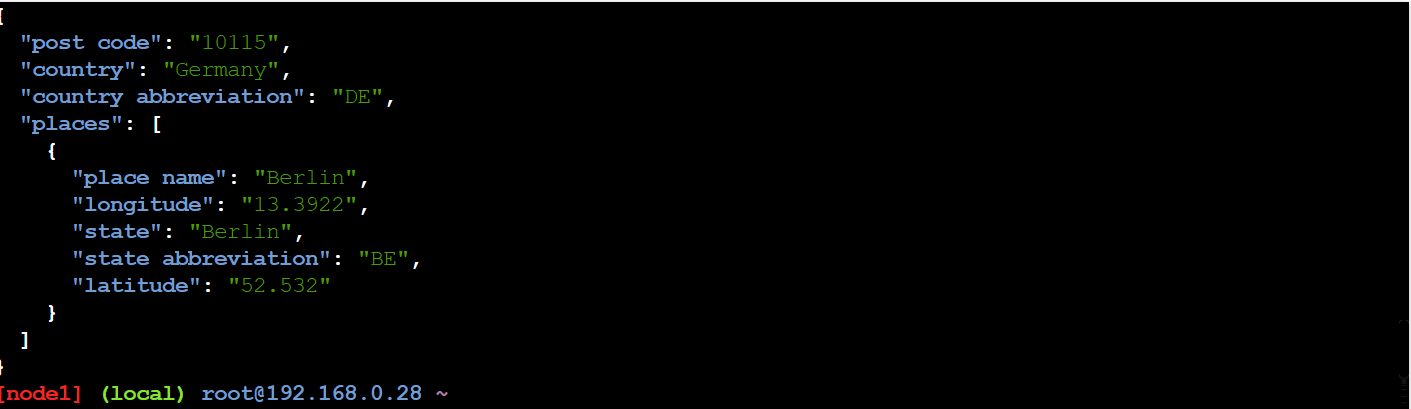 {
  "post code": "10115",
  "country": "Germany",
  "country abbreviation": "DE",
  "places": [
    {
      "place name": "Berlin",
      "longitude": "13.3922",
      "state": "Berlin",
      "state abbreviation": "BE",
      "latitude": "52.532"
    }
  ]
}
[node1] (local) root@192.168.0.28 ~